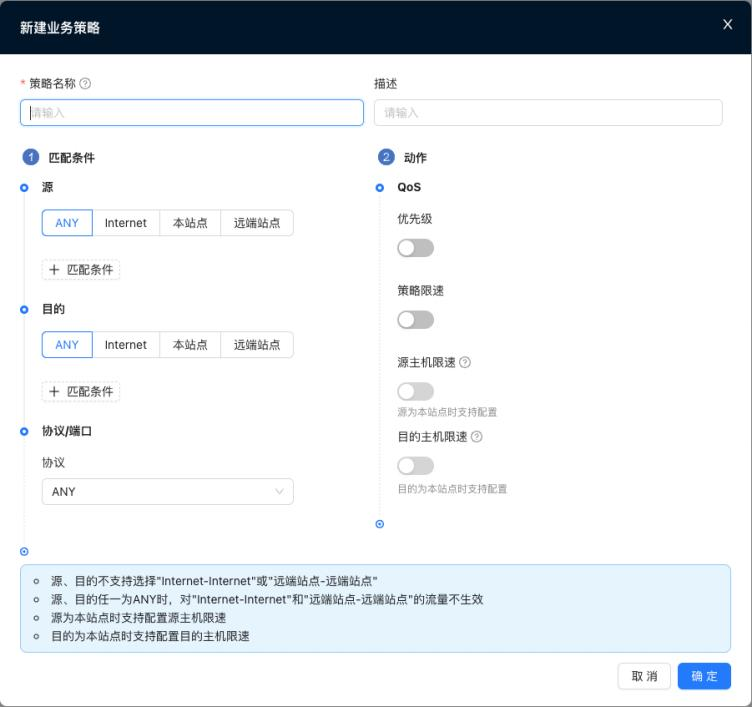 新建业务策略
X
* 策略名称 ?
请输入
描述
请输入
1 匹配条件
源
ANY Internet 本站点 远端站点
+ 匹配条件
目的
ANY Internet 本站点 远端站点
+ 匹配条件
协议/端口
协议
ANY
2 动作
QoS
优先级
策略限速
源主机限速 ?
源为本站点时支持配置
目的主机限速 ?
目的为本站点时支持配置
源、目的不支持选择"Internet-Internet"或"远端站点-远端站点"
源、目的任一为ANY时，对"Internet-Internet"和"远端站点-远端站点"的流量不生效
源为本站点时支持配置源主机限速
目的为本站点时支持配置目的主机限速
取 消
确 定